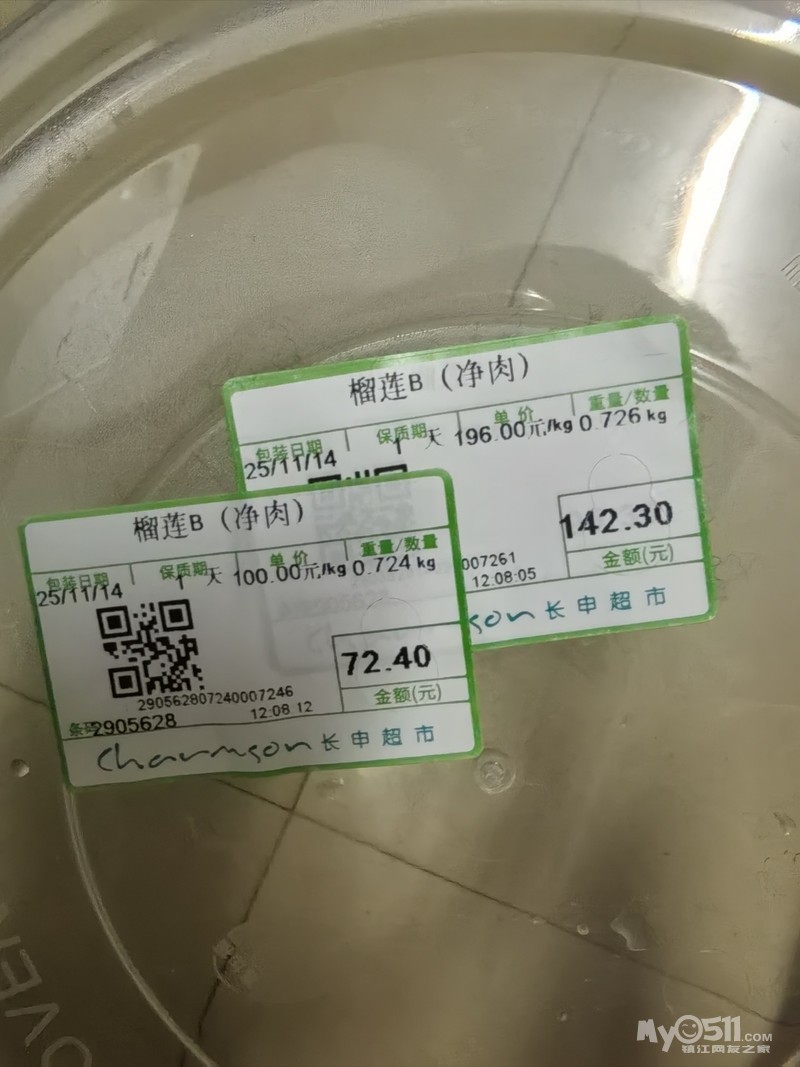 榴莲B（净肉）
包装日期 保质期 单价 重量/数量
25/11/14 1 天 196.00元/kg 0.726 kg
142.30
金额(元)
007261
12:08:05
son 长申超市
榴莲B（净肉）
包装日期 保质期 单价 重量/数量
25/11/14 1 天 100.00元/kg 0.724 kg
72.40
金额(元)
290562807240007246
12:08 12
条码2905628
Charmson 长申超市
OVEN
MyO511.COM
镇江网友之家